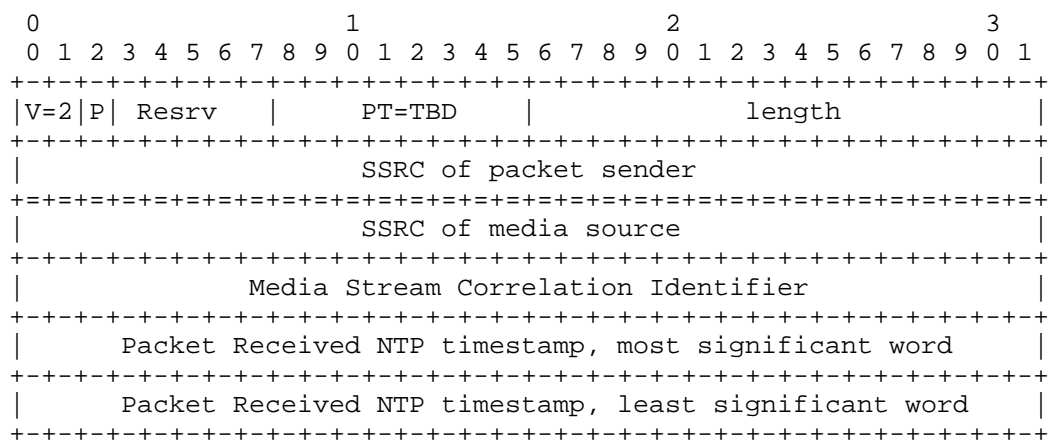 0                   1                   2                   3
 0 1 2 3 4 5 6 7 8 9 0 1 2 3 4 5 6 7 8 9 0 1 2 3 4 5 6 7 8 9 0 1
+-+-+-+-+-+-+-+-+-+-+-+-+-+-+-+-+-+-+-+-+-+-+-+-+-+-+-+-+-+-+-+-+
|V=2|P| Resrv   |     PT=TBD    |             length            |
+-+-+-+-+-+-+-+-+-+-+-+-+-+-+-+-+-+-+-+-+-+-+-+-+-+-+-+-+-+-+-+-+
|                     SSRC of packet sender                     |
+=+=+=+=+=+=+=+=+=+=+=+=+=+=+=+=+=+=+=+=+=+=+=+=+=+=+=+=+=+=+=+=+
|                     SSRC of media source                      |
+-+-+-+-+-+-+-+-+-+-+-+-+-+-+-+-+-+-+-+-+-+-+-+-+-+-+-+-+-+-+-+-+
|              Media Stream Correlation Identifier              |
+-+-+-+-+-+-+-+-+-+-+-+-+-+-+-+-+-+-+-+-+-+-+-+-+-+-+-+-+-+-+-+-+
|      Packet Received NTP timestamp, most significant word     |
+-+-+-+-+-+-+-+-+-+-+-+-+-+-+-+-+-+-+-+-+-+-+-+-+-+-+-+-+-+-+-+-+
|      Packet Received NTP timestamp, least significant word    |
+-+-+-+-+-+-+-+-+-+-+-+-+-+-+-+-+-+-+-+-+-+-+-+-+-+-+-+-+-+-+-+-+